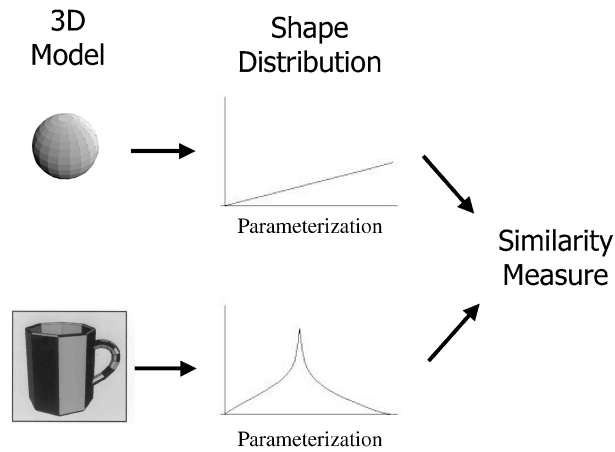 3D
Model
Shape
Distribution
Parameterization
Similarity
Measure
Parameterization